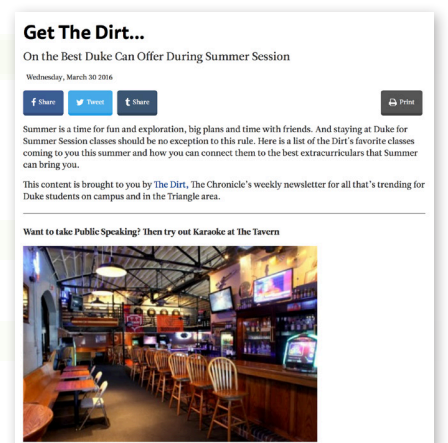 Get The Dirt...
On the Best Duke Can Offer During Summer Session
Wednesday, March 30 2016
Share Tweet Share Print
Summer is a time for fun and exploration, big plans and time with friends. And staying at Duke for
Summer Session classes should be no exception to this rule. Here is a list of the Dirt's favorite classes
coming to you this summer and how you can connect them to the best extracurriculars that Summer
can bring you.
This content is brought to you by The Dirt, The Chronicle's weekly newsletter for all that's trending for
Duke students on campus and in the Triangle area.
Want to take Public Speaking? Then try out Karaoke at The Tavern